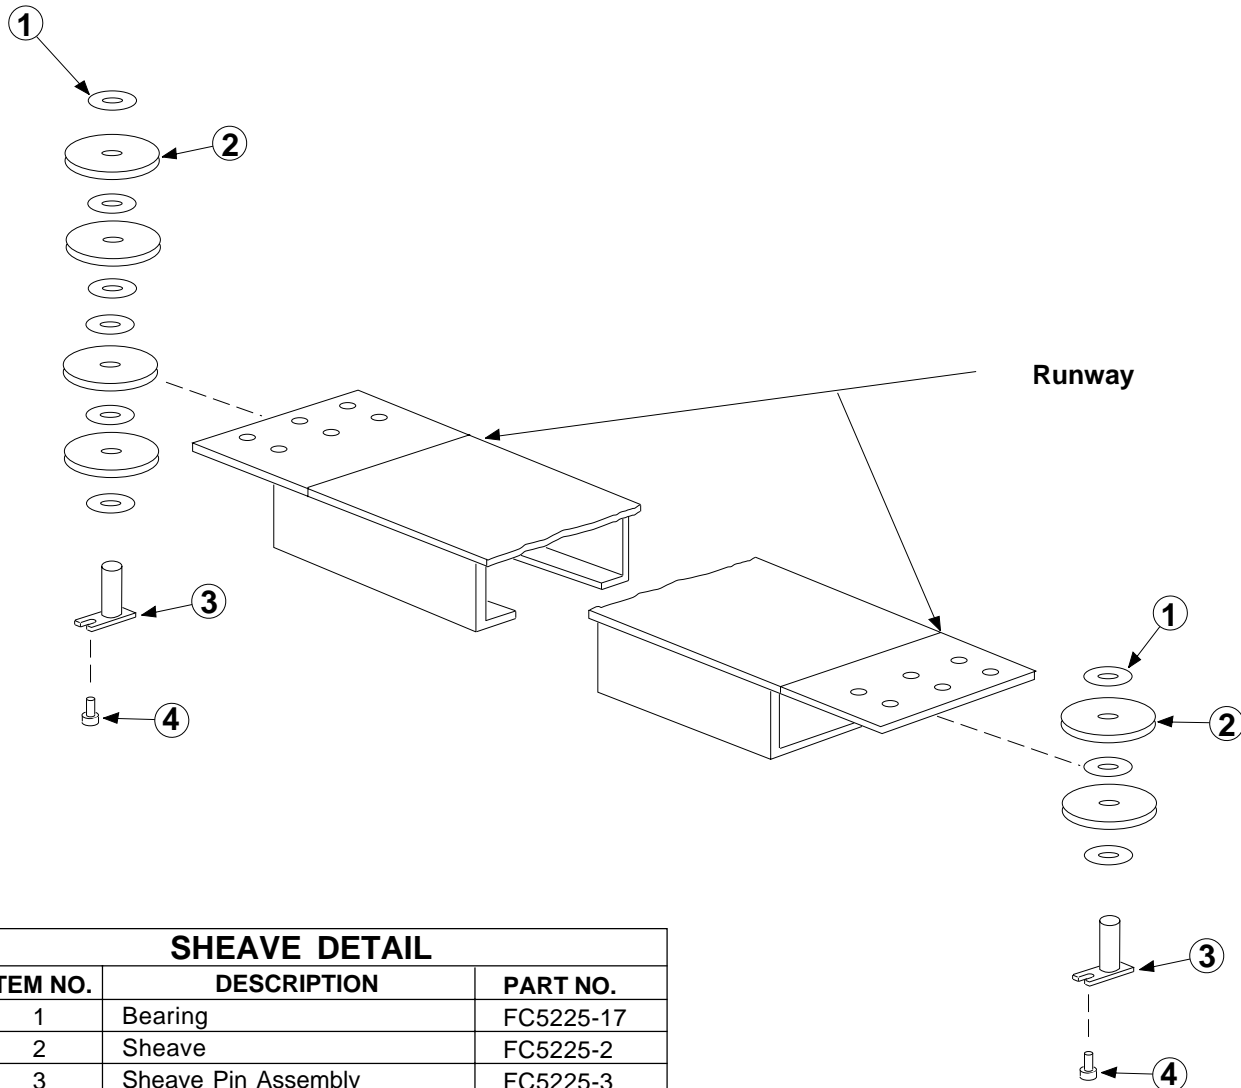 1
2
Runway
3
1
4
2
SHEAVE DETAIL
TEM NO. DESCRIPTION PART NO.
1 Bearing FC5225-17
2 Sheave FC5225-2
3 Sheave Pin Assembly FC5225-3
3
4